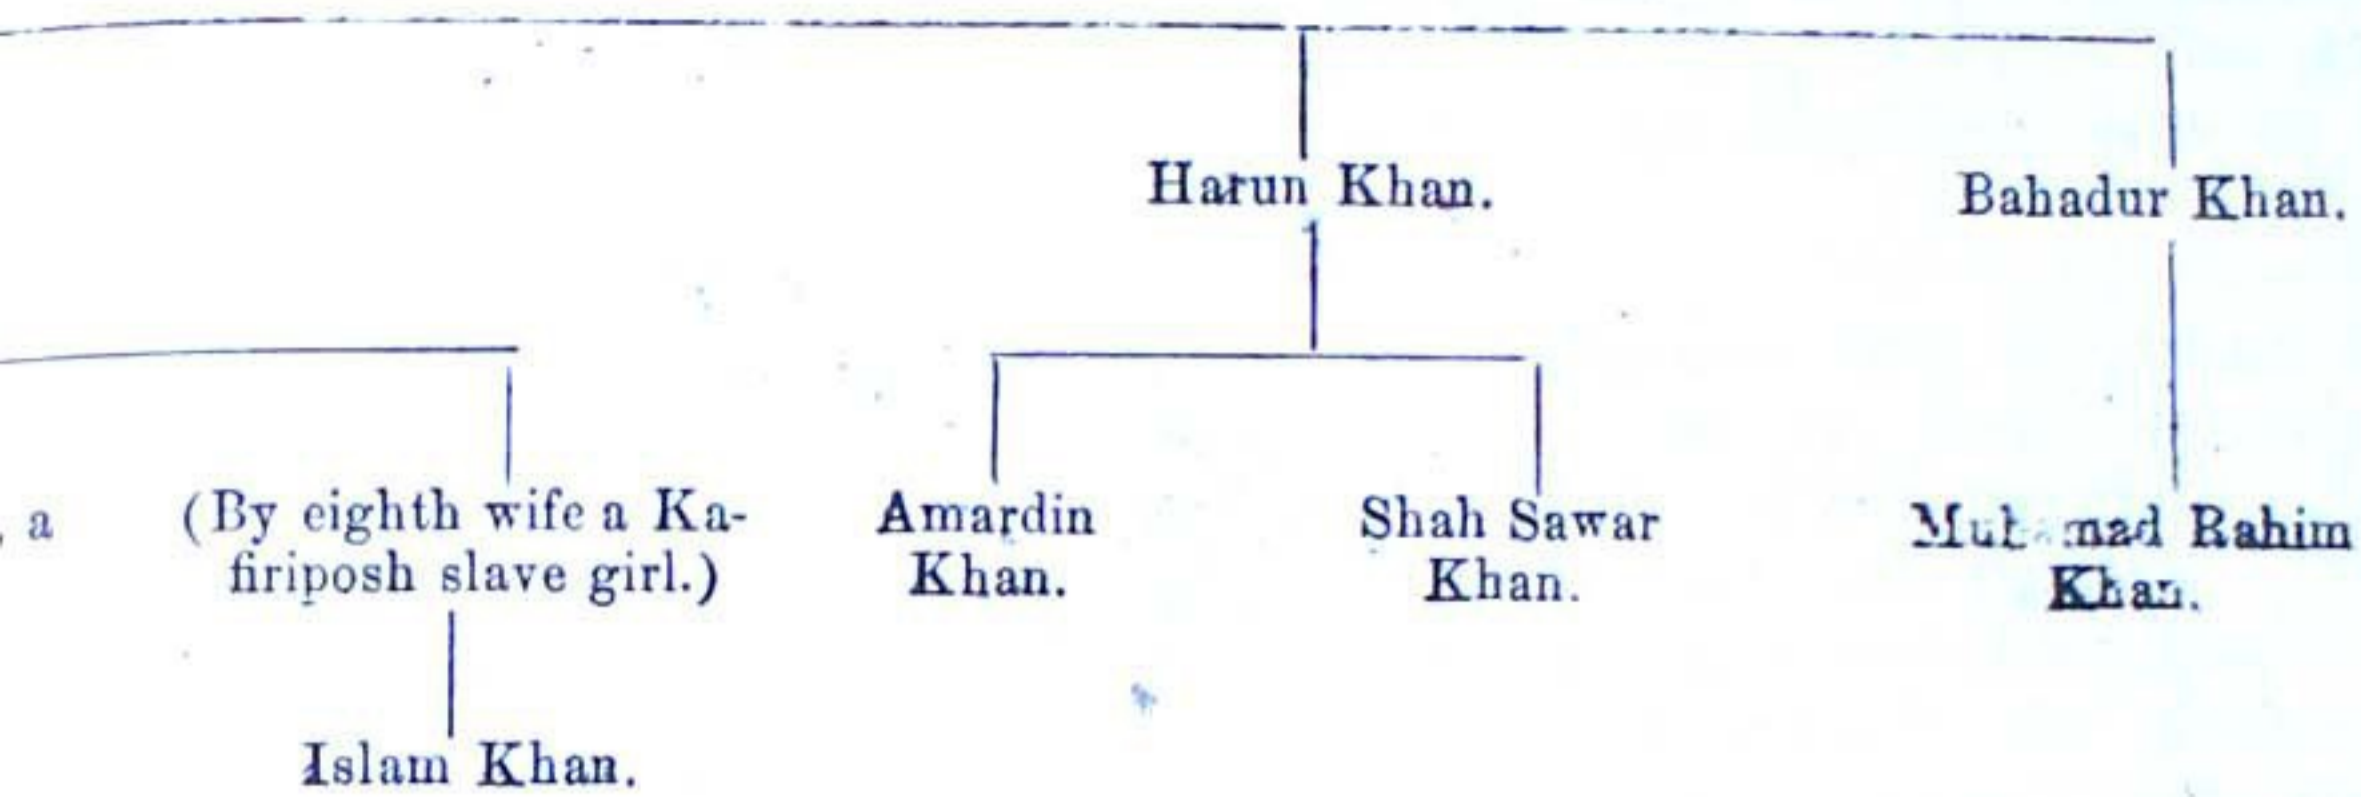 Harun Khan.
Bahadur Khan.
, a
(By eighth wife a Ka-
firiposh slave girl.)
Amardin
Khan.
Shah Sawar
Khan.
Rahim
Khan.
Islam Khan.